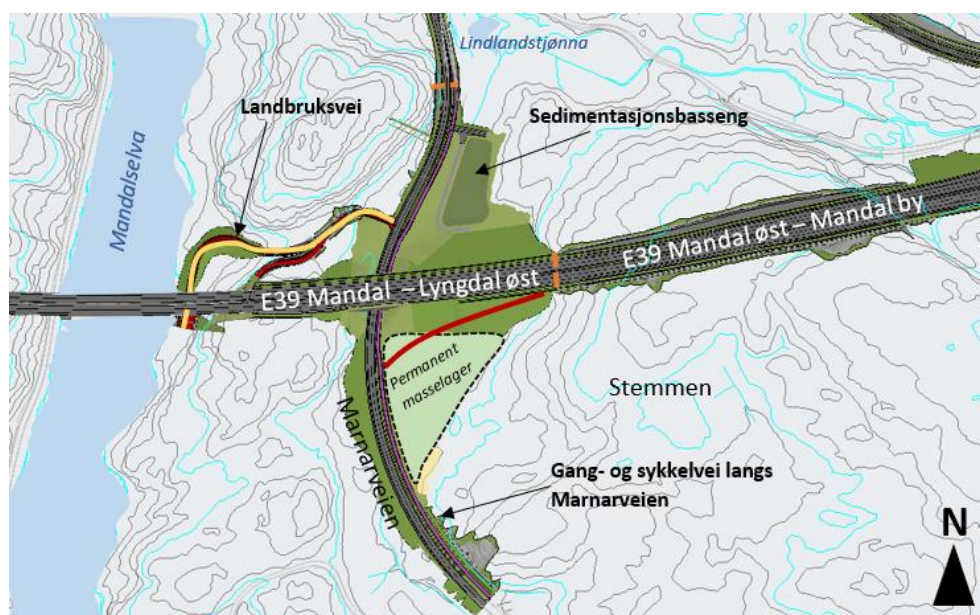 Lindlandstjønna
Landbruksvei
Sedimentasjonsbasseng
Mandalselva
E39 Mandal øst – Mandal by
E39 Mandal – Lyngdal øst
Permanent
masselager
Stemmen
Marnarveien
Gang- og sykkelvei langs
Marnarveien
N